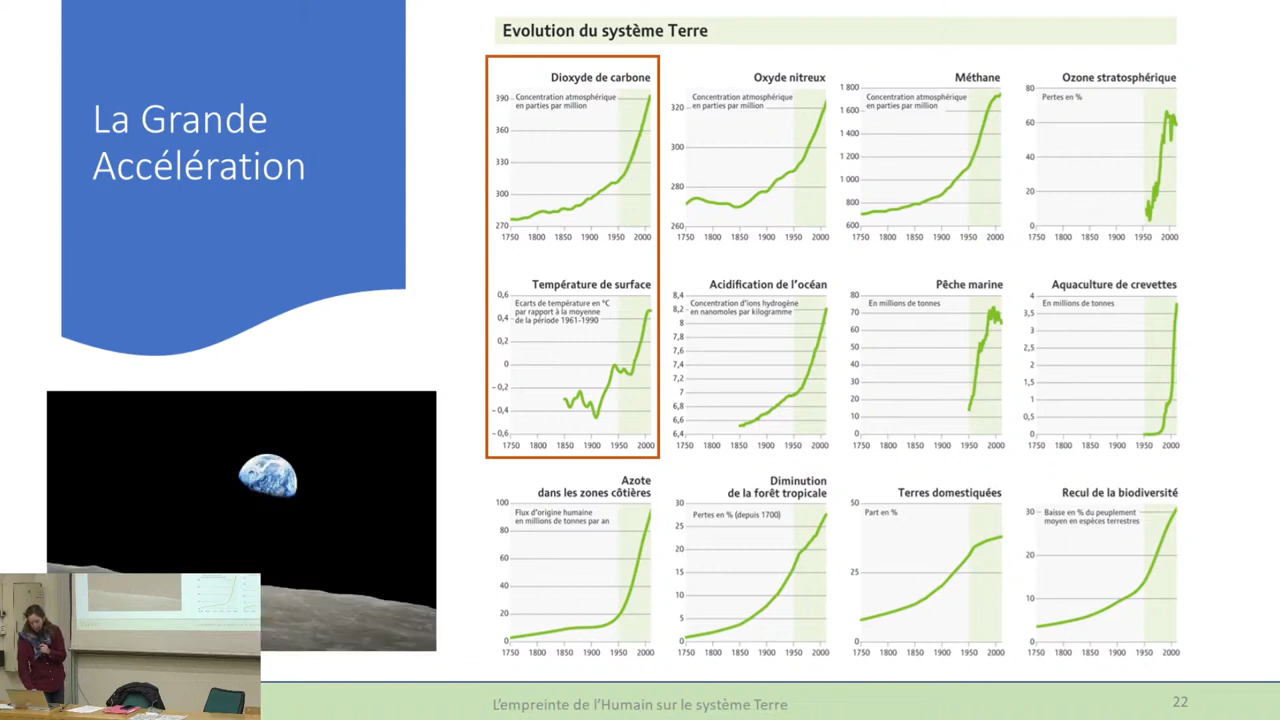 La Grande
Accélération
Evolution du système Terre
Dioxyde de carbone
Concentration atmosphérique
en parties par million
390
360
330
300
270
1750 1800 1850 1900 1950 2000
Oxyde nitreux
Concentration atmosphérique
en parties par million
320
300
280
260
1750 1800 1850 1900 1950 2000
Méthane
Concentration atmosphérique
en parties par million
1 800
1 600
1 400
1 200
1 000
800
600
1750 1800 1850 1900 1950 2000
Ozone stratosphérique
Pertes en %
80
60
40
20
0
1750 1800 1850 1900 1950 2000
Température de surface
Ecarts de température en °C
par rapport à la moyenne
de la période 1961-1990
0,6
0,4
0,2
0
- 0,2
- 0,4
- 0,6
1750 1800 1850 1900 1950 2000
Acidification de l'océan
Concentration d'ions hydrogène
en nanomoles par kilogramme
8,4
8,2
8
7,8
7,6
7,4
7,2
7
6,8
6,6
6,4
1750 1800 1850 1900 1950 2000
Pêche marine
En millions de tonnes
80
70
60
50
40
30
20
10
0
1750 1800 1850 1900 1950 2000
Aquaculture de crevettes
En millions de tonnes
4
3,5
3
2,5
2
1,5
1
0,5
0
1750 1800 1850 1900 1950 2000
Azote
dans les zones côtières
Flux d'origine humaine
en millions de tonnes par an
100
80
60
40
20
0
1750 1800 1850 1900 1950 2000
Diminution
de la forêt tropicale
Pertes en % (depuis 1700)
30
25
20
15
10
5
0
1750 1800 1850 1900 1950 2000
Terres domestiquées
Part en %
50
25
0
1750 1800 1850 1900 1950 2000
Recul de la biodiversité
Baisse en % du peuplement
moyen en espèces terrestres
30
20
10
0
1750 1800 1850 1900 1950 2000
L'empreinte de l'Humain sur le système Terre
22